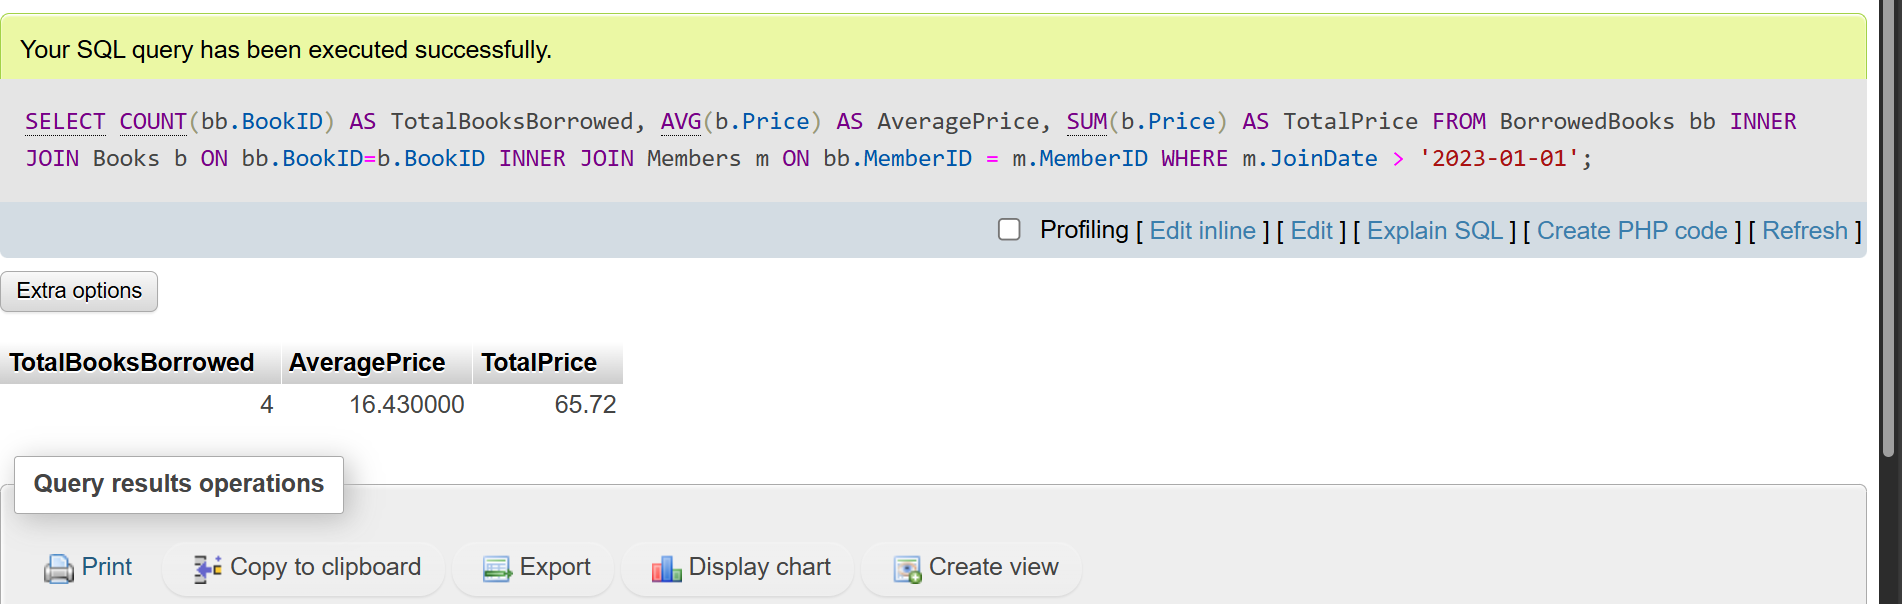 Your SQL query has been executed successfully.
SELECT COUNT(bb.BookID) AS TotalBooksBorrowed, AVG(b.Price) AS AveragePrice, SUM(b.Price) AS TotalPrice FROM BorrowedBooks bb INNER
JOIN Books b ON bb.BookID=b.BookID INNER JOIN Members m ON bb.MemberID = m.MemberID WHERE m.JoinDate > '2023-01-01';
Profiling [ Edit inline ] [ Edit ] [ Explain SQL ] [ Create PHP code ] [ Refresh ]
Extra options
TotalBooksBorrowed AveragePrice TotalPrice
4 16.430000 65.72
Query results operations
Print Copy to clipboard Export Display chart Create view